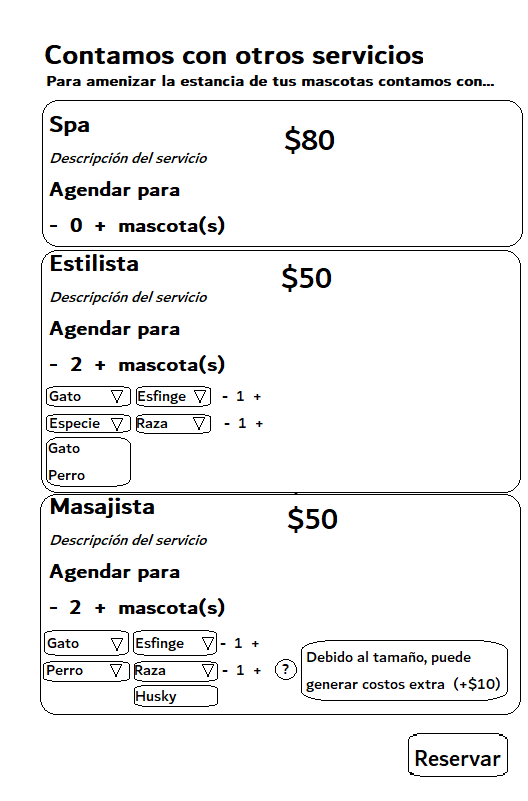 Contamos con otros servicios
Para amenizar la estancia de tus mascotas contamos con...
Spa
$80
Descripción del servicio
Agendar para
- 0 + mascota(s)
Estilista
$50
Descripción del servicio
Agendar para
- 2 + mascota(s)
Gato Esfinge - 1 +
Especie Raza - 1 +
Gato
Perro
Masajista
$50
Descripción del servicio
Agendar para
- 2 + mascota(s)
Gato Esfinge - 1 +
Perro Raza - 1 + ?
Husky
Debido al tamaño, puede
generar costos extra (+$10)
Reservar